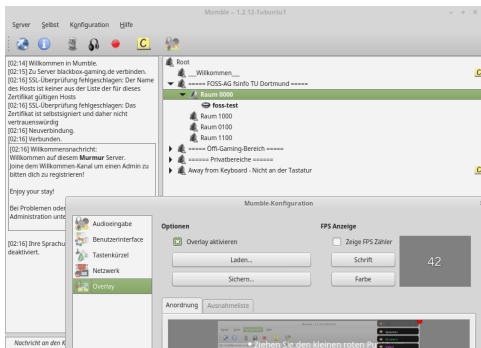 Mumble – 1.2.12-1ubuntu1
Server Selbst Konfiguration Hilfe
[02:14] Willkommen in Mumble.
[02:15] Zu Server blackbox-gaming.de verbinden.
[02:16] SSL-Überprüfung fehlgeschlagen: Der Name
des Hosts ist keiner aus der Liste der für dieses
Zertifikat gültigen Hosts
[02:16] SSL-Überprüfung fehlgeschlagen: Das
Zertifikat ist selbstsigniert und daher nicht
vertrauenswürdig
[02:16] Neuverbindung.
[02:16] Verbunden.
[02:16] Willkommensnachricht:
Willkommen auf diesem Murmur Server.
Joine dem Willkommen-Kanal um einen Admin zu
bitten dich zu registrieren!
Enjoy your stay!
Bei Problemen oder
Administration unte
[02:16] Ihre Sprachu
deaktiviert.
Nachricht an den K
Root
___Willkommen___
===== FOSS-AG fsinfo TU Dortmund =====
Raum 0000
foss-test
Raum 1000
Raum 0100
Raum 1100
===== Offi-Gaming-Bereich =====
====== Privatbereiche ======
Away from Keyboard - Nicht an der Tastatur
Mumble-Konfiguration
Audioeingabe
Benutzerinterface
Tastenkürzel
Netzwerk
Overlay
Optionen
Overlay aktivieren
Laden...
Sichern...
FPS Anzeige
Zeige FPS Zähler
Schrift
Farbe
42
Anordnung Ausnahmeliste
• Ziehen Sie den kleinen roten Pu